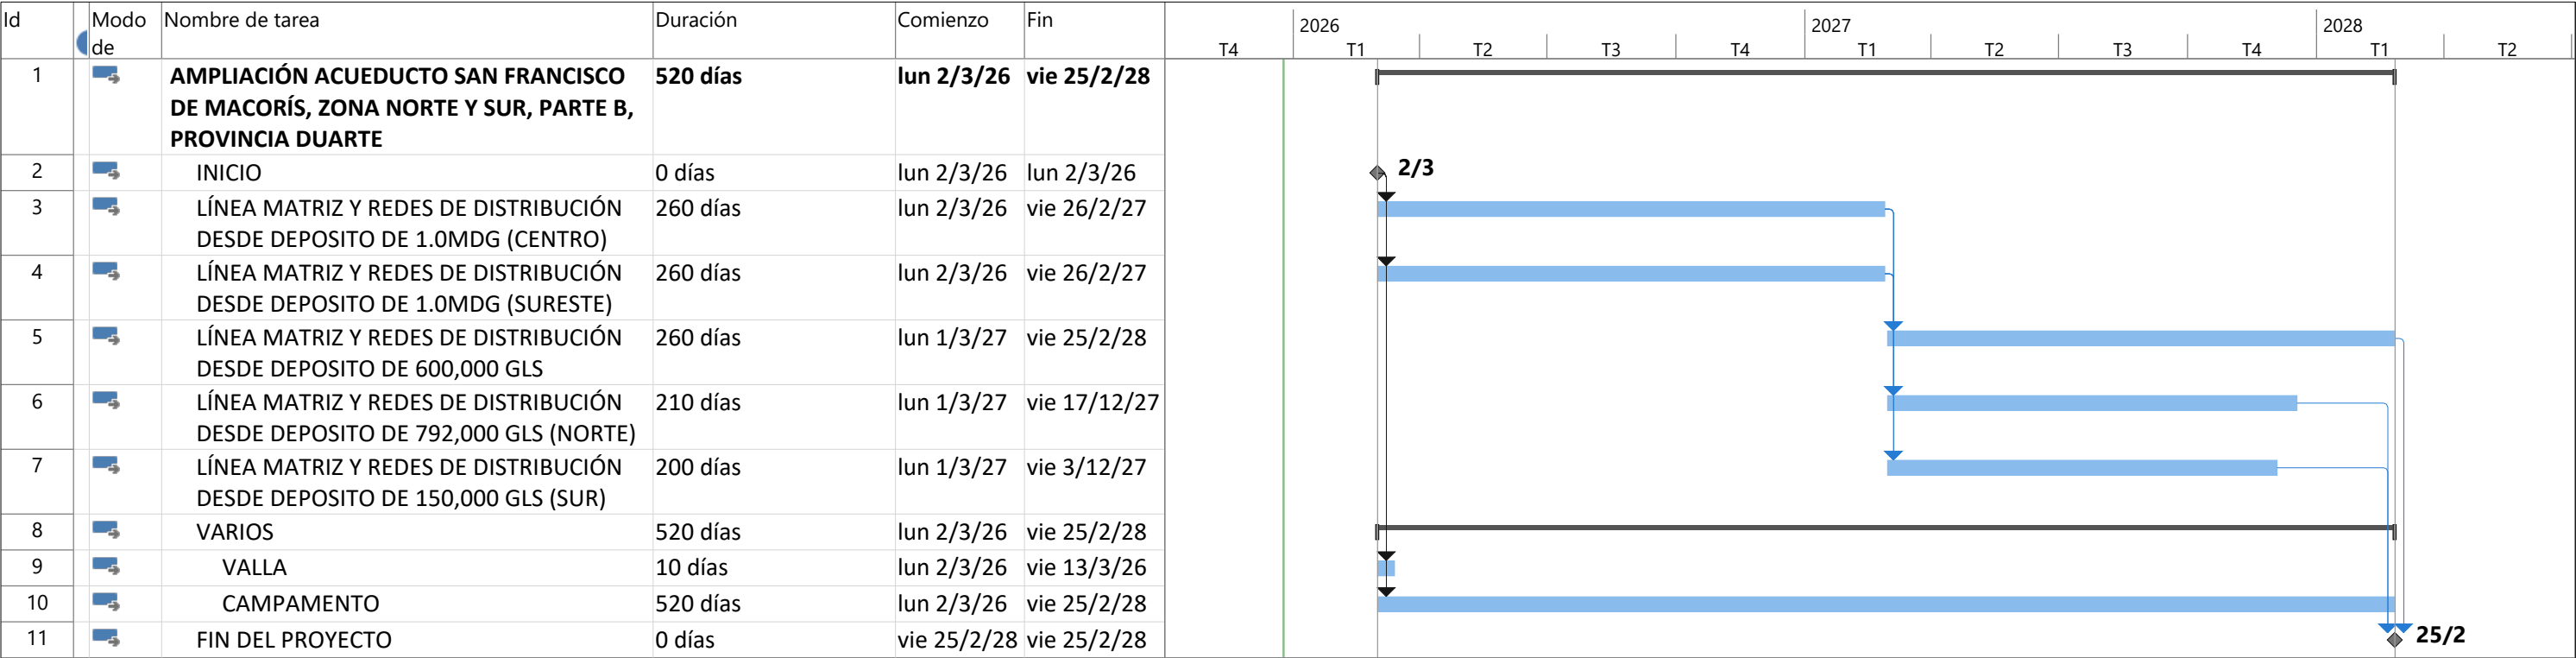 Id Modo de Nombre de tarea Duración Comienzo Fin
2026 2027 2028
T4 T1 T2 T3 T4 T1 T2 T3 T4 T1 T2
1 AMPLIACIÓN ACUEDUCTO SAN FRANCISCO 520 días lun 2/3/26 vie 25/2/28
DE MACORÍS, ZONA NORTE Y SUR, PARTE B,
PROVINCIA DUARTE
2 INICIO 0 días lun 2/3/26 lun 2/3/26 2/3
3 LÍNEA MATRIZ Y REDES DE DISTRIBUCIÓN 260 días lun 2/3/26 vie 26/2/27
DESDE DEPOSITO DE 1.0MDG (CENTRO)
4 LÍNEA MATRIZ Y REDES DE DISTRIBUCIÓN 260 días lun 2/3/26 vie 26/2/27
DESDE DEPOSITO DE 1.0MDG (SURESTE)
5 LÍNEA MATRIZ Y REDES DE DISTRIBUCIÓN 260 días lun 1/3/27 vie 25/2/28
DESDE DEPOSITO DE 600,000 GLS
6 LÍNEA MATRIZ Y REDES DE DISTRIBUCIÓN 210 días lun 1/3/27 vie 17/12/27
DESDE DEPOSITO DE 792,000 GLS (NORTE)
7 LÍNEA MATRIZ Y REDES DE DISTRIBUCIÓN 200 días lun 1/3/27 vie 3/12/27
DESDE DEPOSITO DE 150,000 GLS (SUR)
8 VARIOS 520 días lun 2/3/26 vie 25/2/28
9 VALLA 10 días lun 2/3/26 vie 13/3/26
10 CAMPAMENTO 520 días lun 2/3/26 vie 25/2/28
11 FIN DEL PROYECTO 0 días vie 25/2/28 vie 25/2/28 25/2